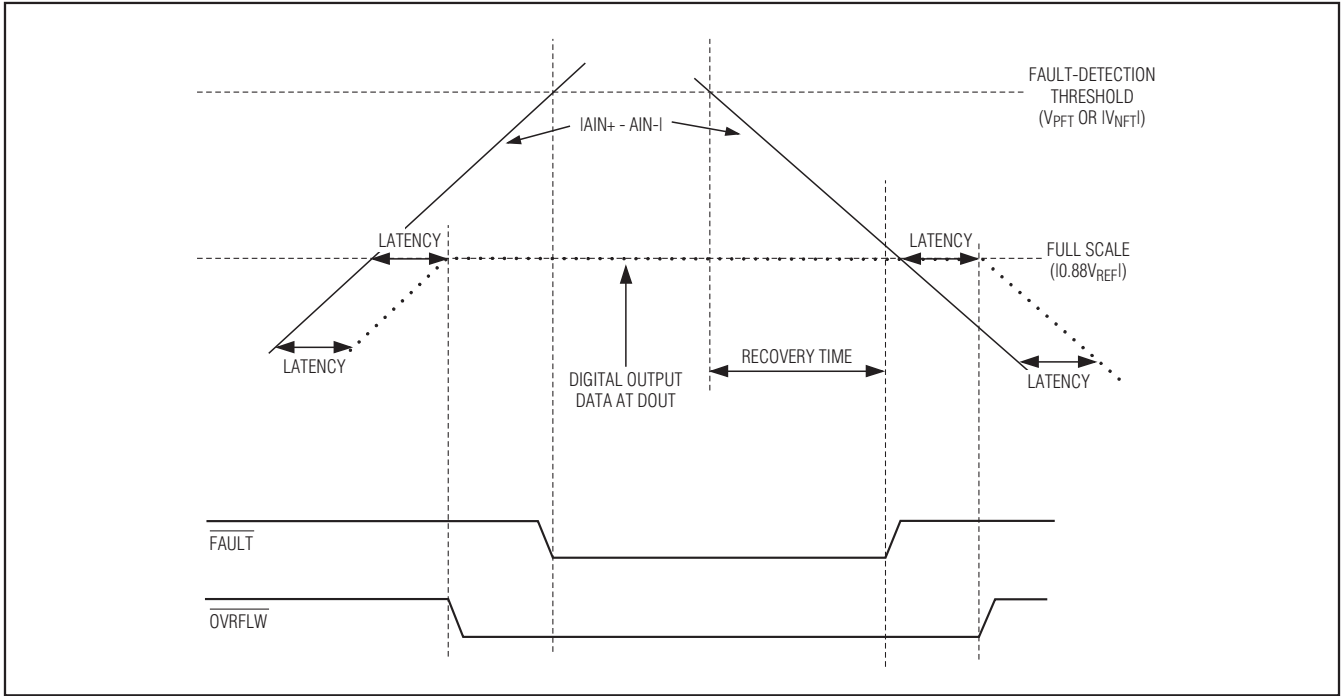 FAULT-DETECTION
THRESHOLD
(VPFT OR |VNFT|)
|AIN+ - AIN-|
LATENCY
LATENCY
FULL SCALE
(|0.88VREF|)
LATENCY
RECOVERY TIME
DIGITAL OUTPUT
DATA AT DOUT
LATENCY
FAULT
OVRFLW